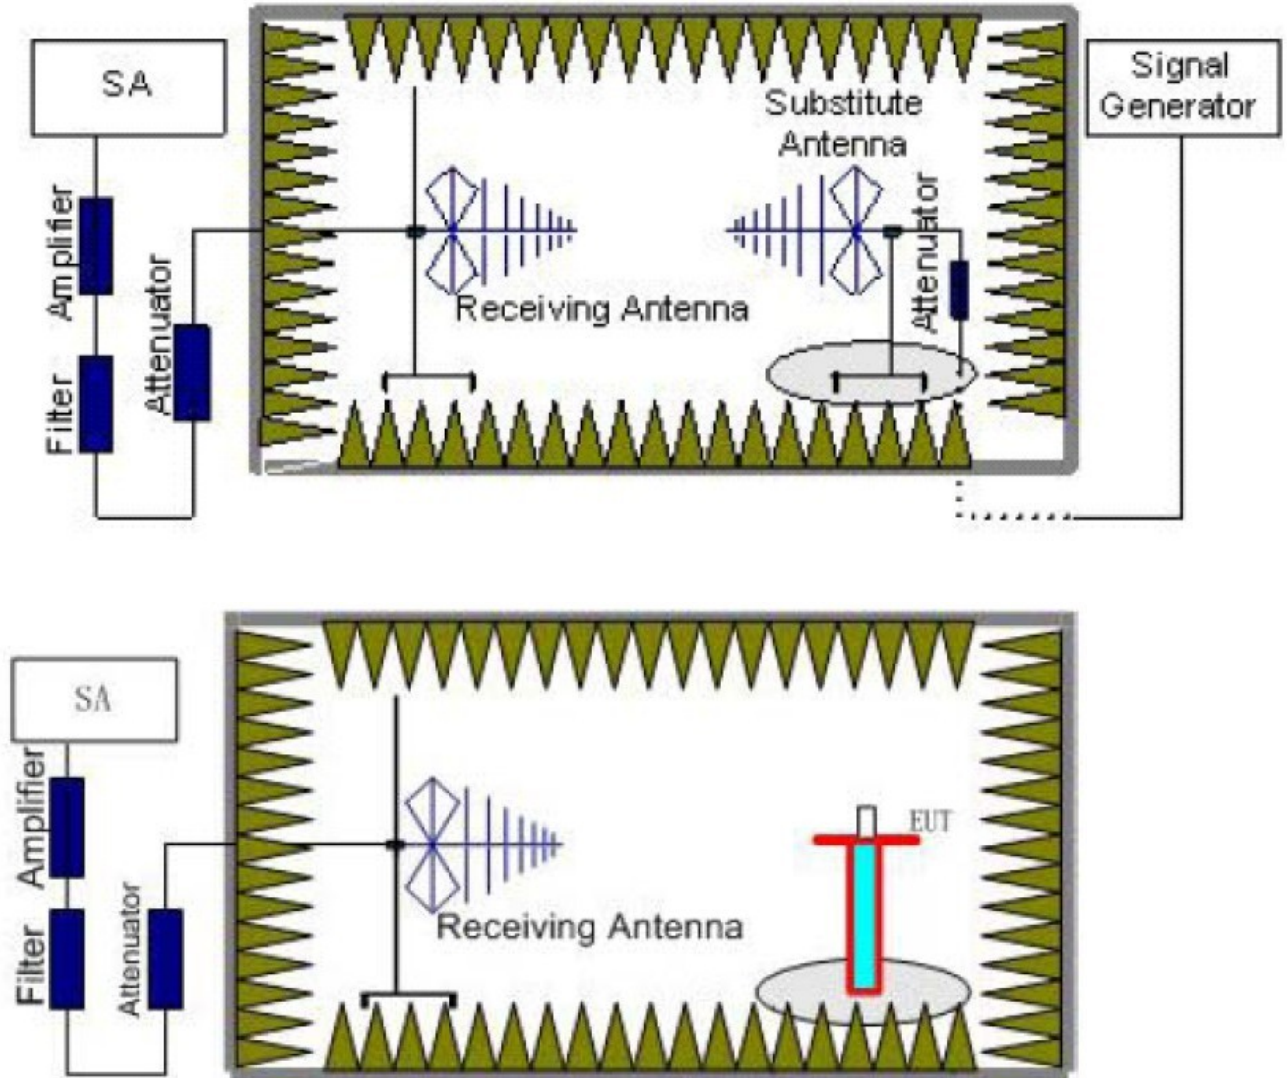 SA
Signal
Generator
Substitute
Antenna
Amplifier
Attenuator
Attenuator
Receiving Antenna
Filter
SA
Amplifier
EUT
Attenuator
Receiving Antenna
Filter